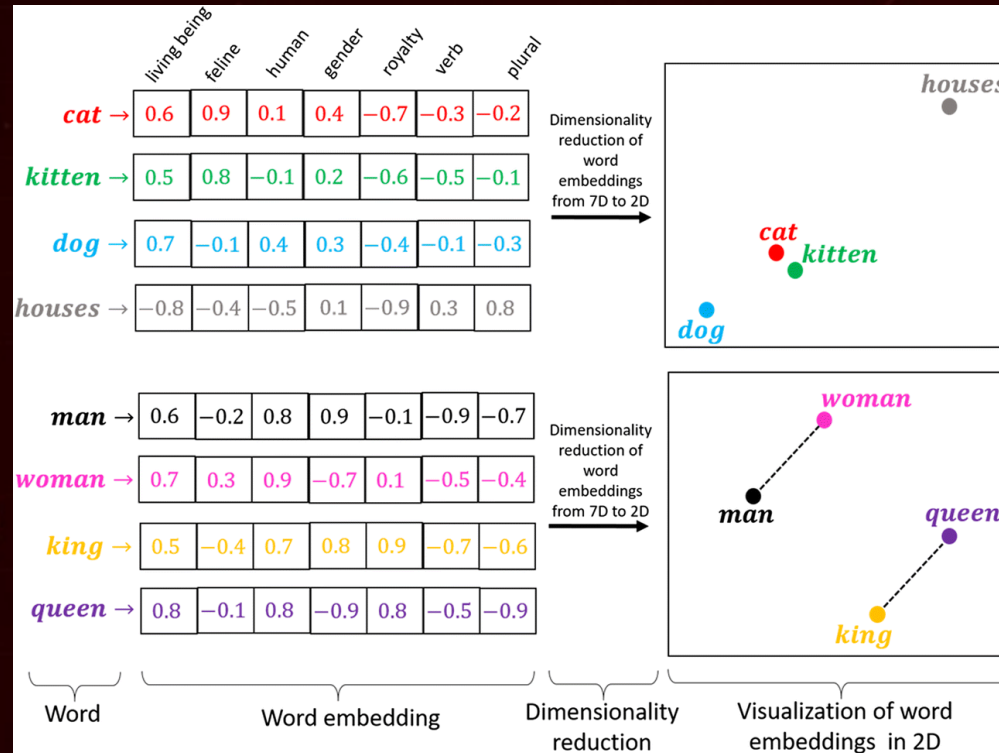 living being feline human gender royalty verb plural
cat → 0.6 0.9 0.1 0.4 −0.7 −0.3 −0.2
kitten → 0.5 0.8 −0.1 0.2 −0.6 −0.5 −0.1
dog → 0.7 −0.1 0.4 0.3 −0.4 −0.1 −0.3
houses → −0.8 −0.4 −0.5 0.1 −0.9 0.3 0.8
Dimensionality
reduction of
word
embeddings
from 7D to 2D
houses
cat
kitten
dog
man → 0.6 −0.2 0.8 0.9 −0.1 −0.9 −0.7
woman → 0.7 0.3 0.9 −0.7 0.1 −0.5 −0.4
king → 0.5 −0.4 0.7 0.8 0.9 −0.7 −0.6
queen → 0.8 −0.1 0.8 −0.9 0.8 −0.5 −0.9
Dimensionality
reduction of
word
embeddings
from 7D to 2D
woman
man
queen
king
Word
Word embedding
Dimensionality
reduction
Visualization of word
embeddings in 2D